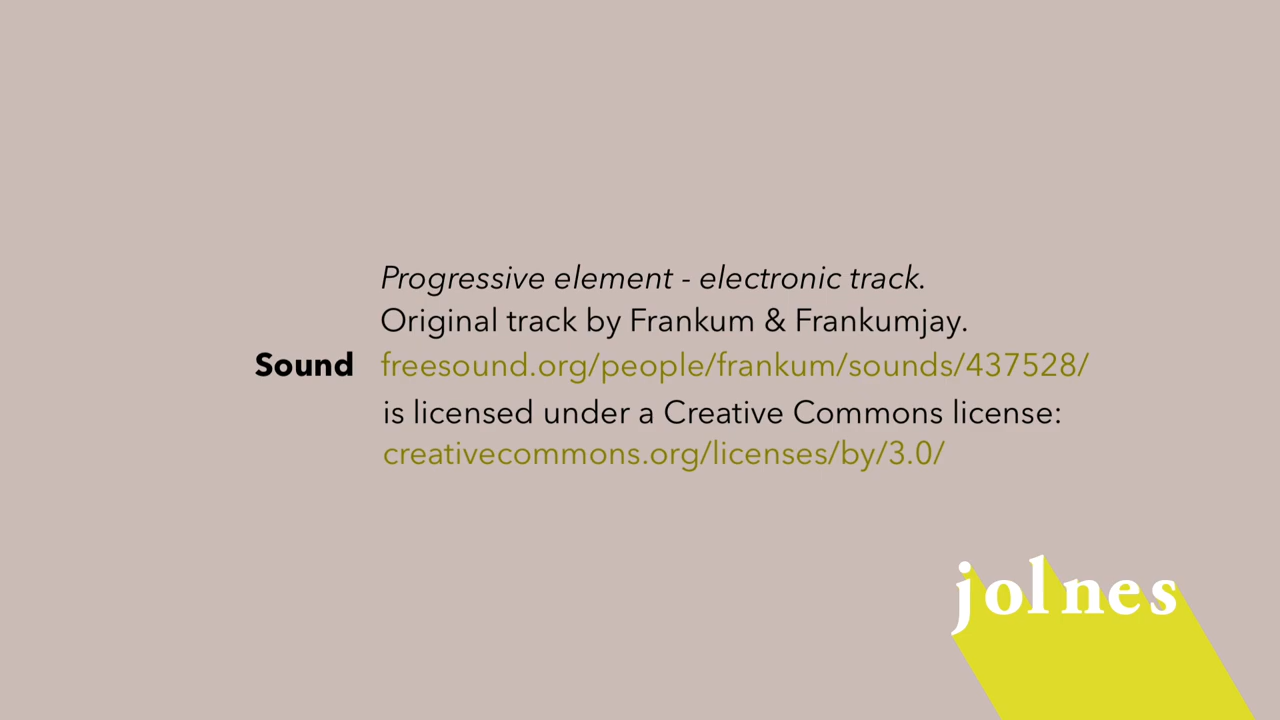 Progressive element - electronic track.
Original track by Frankum & Frankumjay.
Sound freesound.org/people/frankum/sounds/437528/
is licensed under a Creative Commons license:
creativecommons.org/licenses/by/3.0/
jolnes